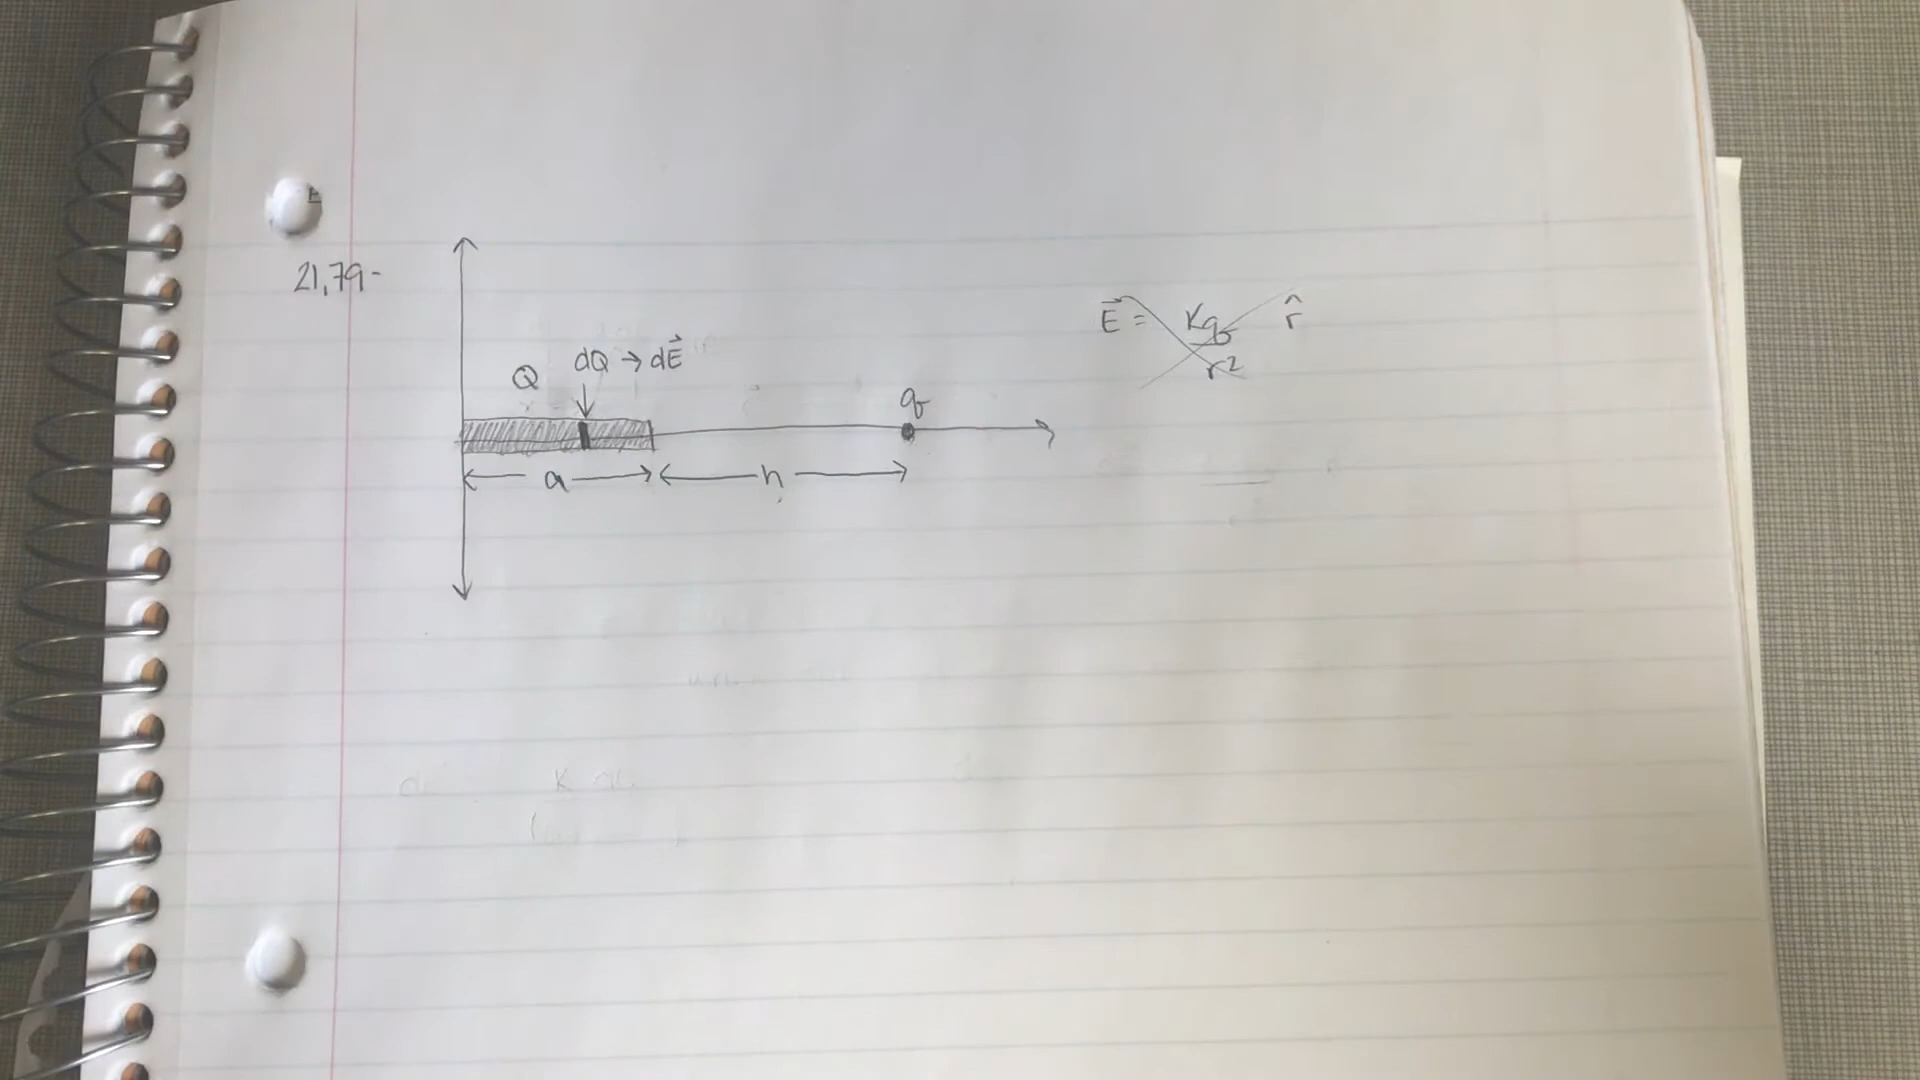 21,79-
E⃗ = Kq r̂
r²
Q dQ → dE⃗
q
a h